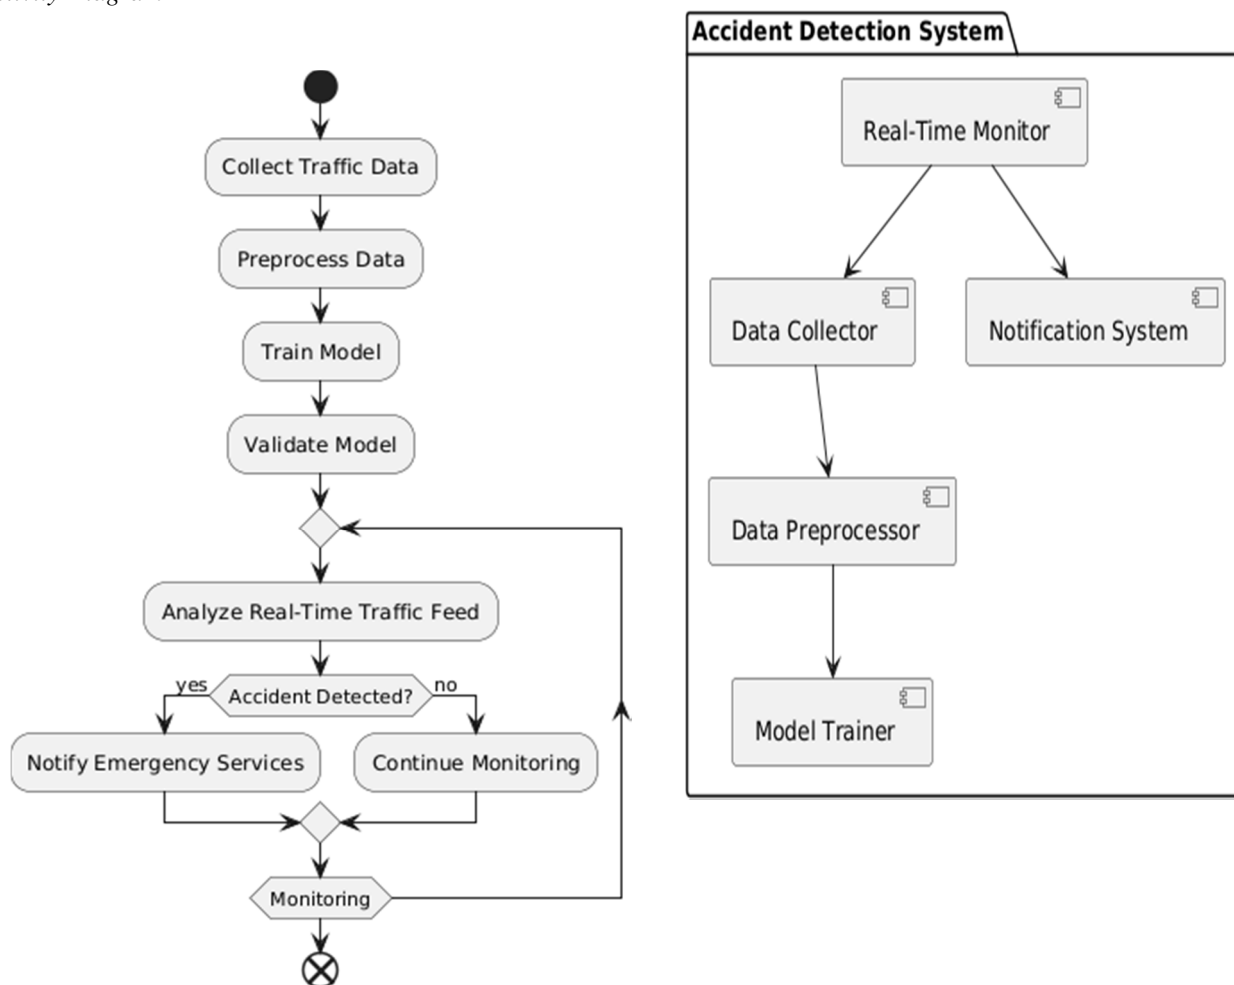 Collect Traffic Data
Preprocess Data
Train Model
Validate Model
Analyze Real-Time Traffic Feed
Accident Detected?
yes
no
Notify Emergency Services
Continue Monitoring
Monitoring
Accident Detection System
Real-Time Monitor
Data Collector
Notification System
Data Preprocessor
Model Trainer